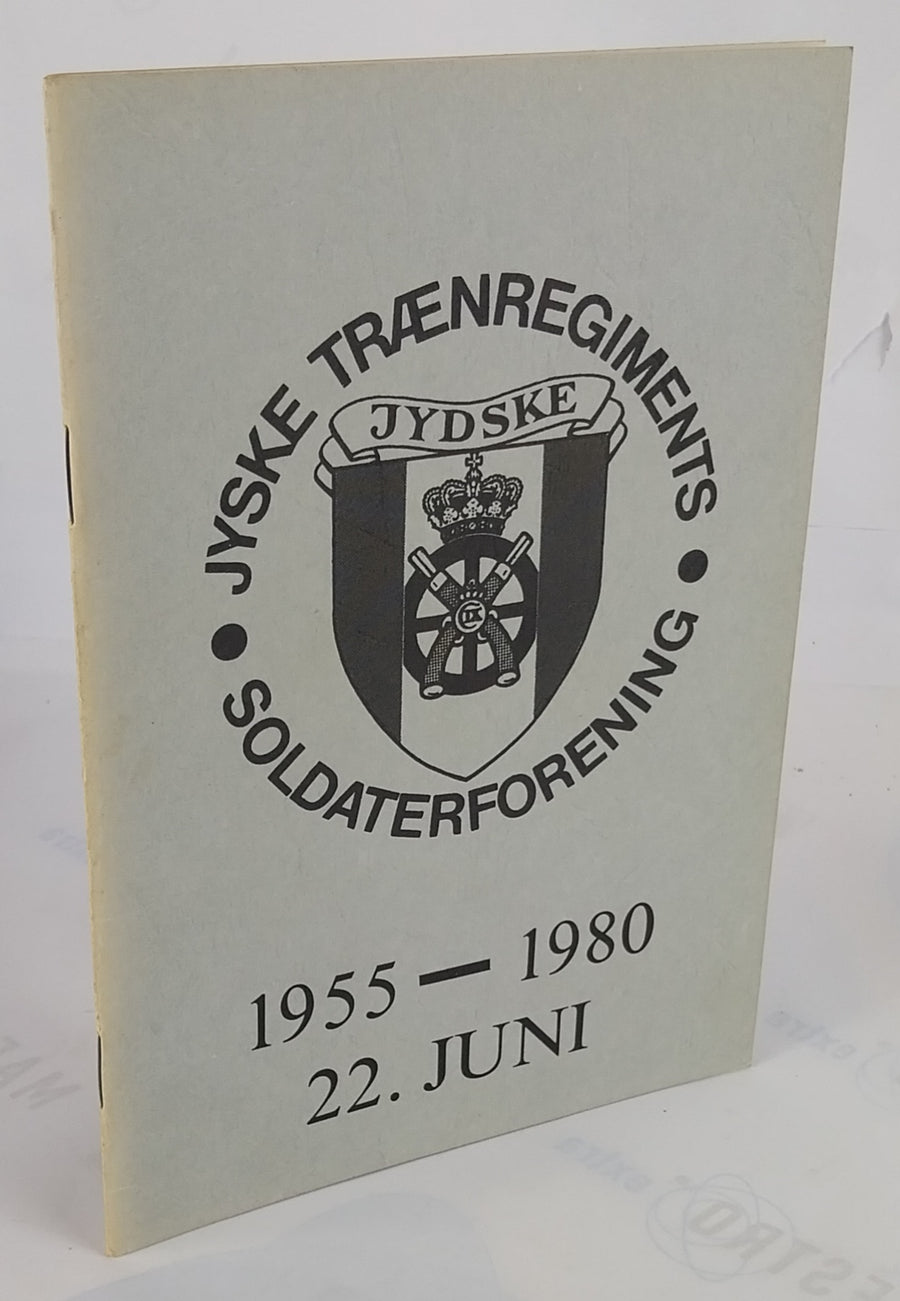 JYSKE TRÆNREGIMENTS
JYDSKE
• SOLDATERFORENING •
1955 — 1980
22. JUNI